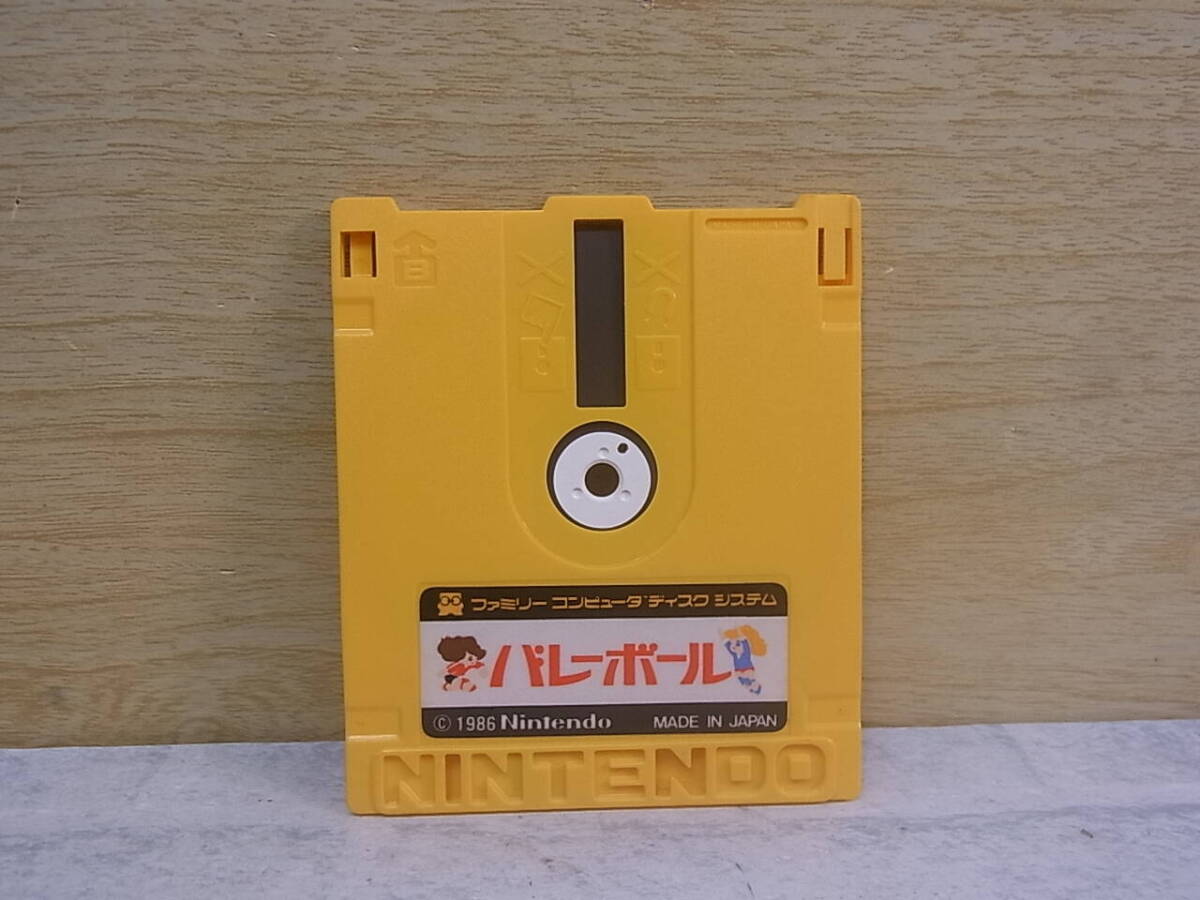 B
ファミリー コンピュータ ディスク システム
バレーボール
© 1986 Nintendo MADE IN JAPAN
NINTENDO